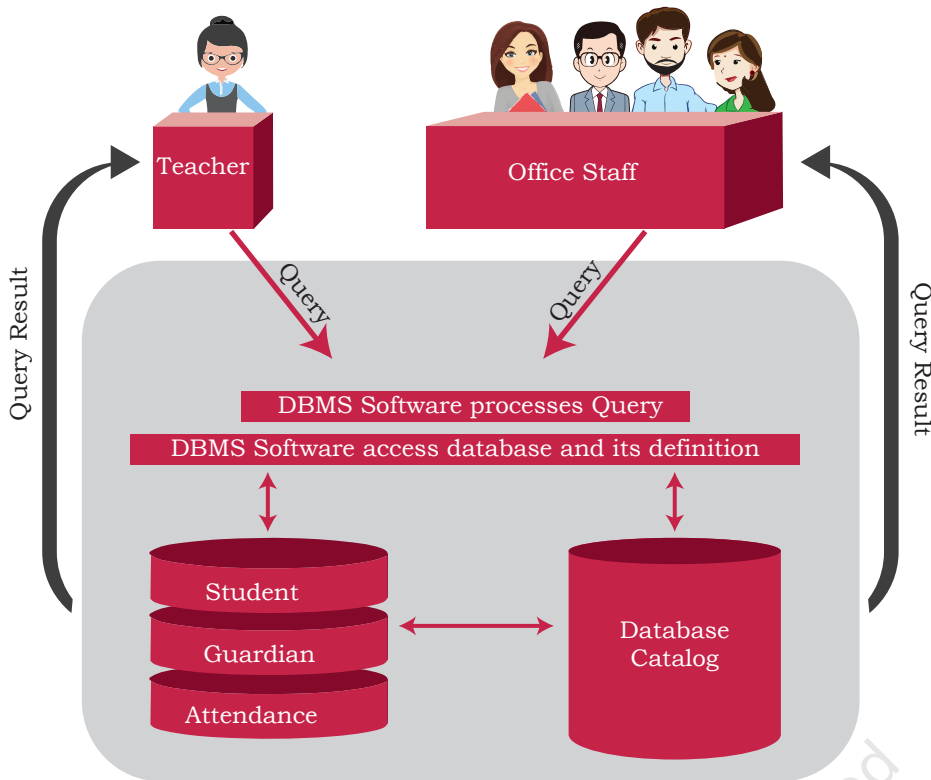 Teacher
Office Staff
Query
Query
Query Result
Query Result
DBMS Software processes Query
DBMS Software access database and its definition
Student
Guardian
Attendance
Database
Catalog